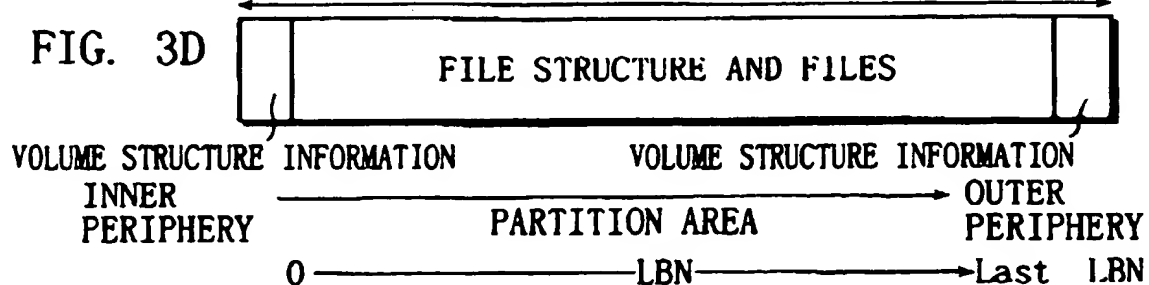 FIG. 3D
FILE STRUCTURE AND FILES
VOLUME STRUCTURE INFORMATION VOLUME STRUCTURE INFORMATION
INNER PERIPHERY
PARTITION AREA
OUTER PERIPHERY
0 LBN Last LBN